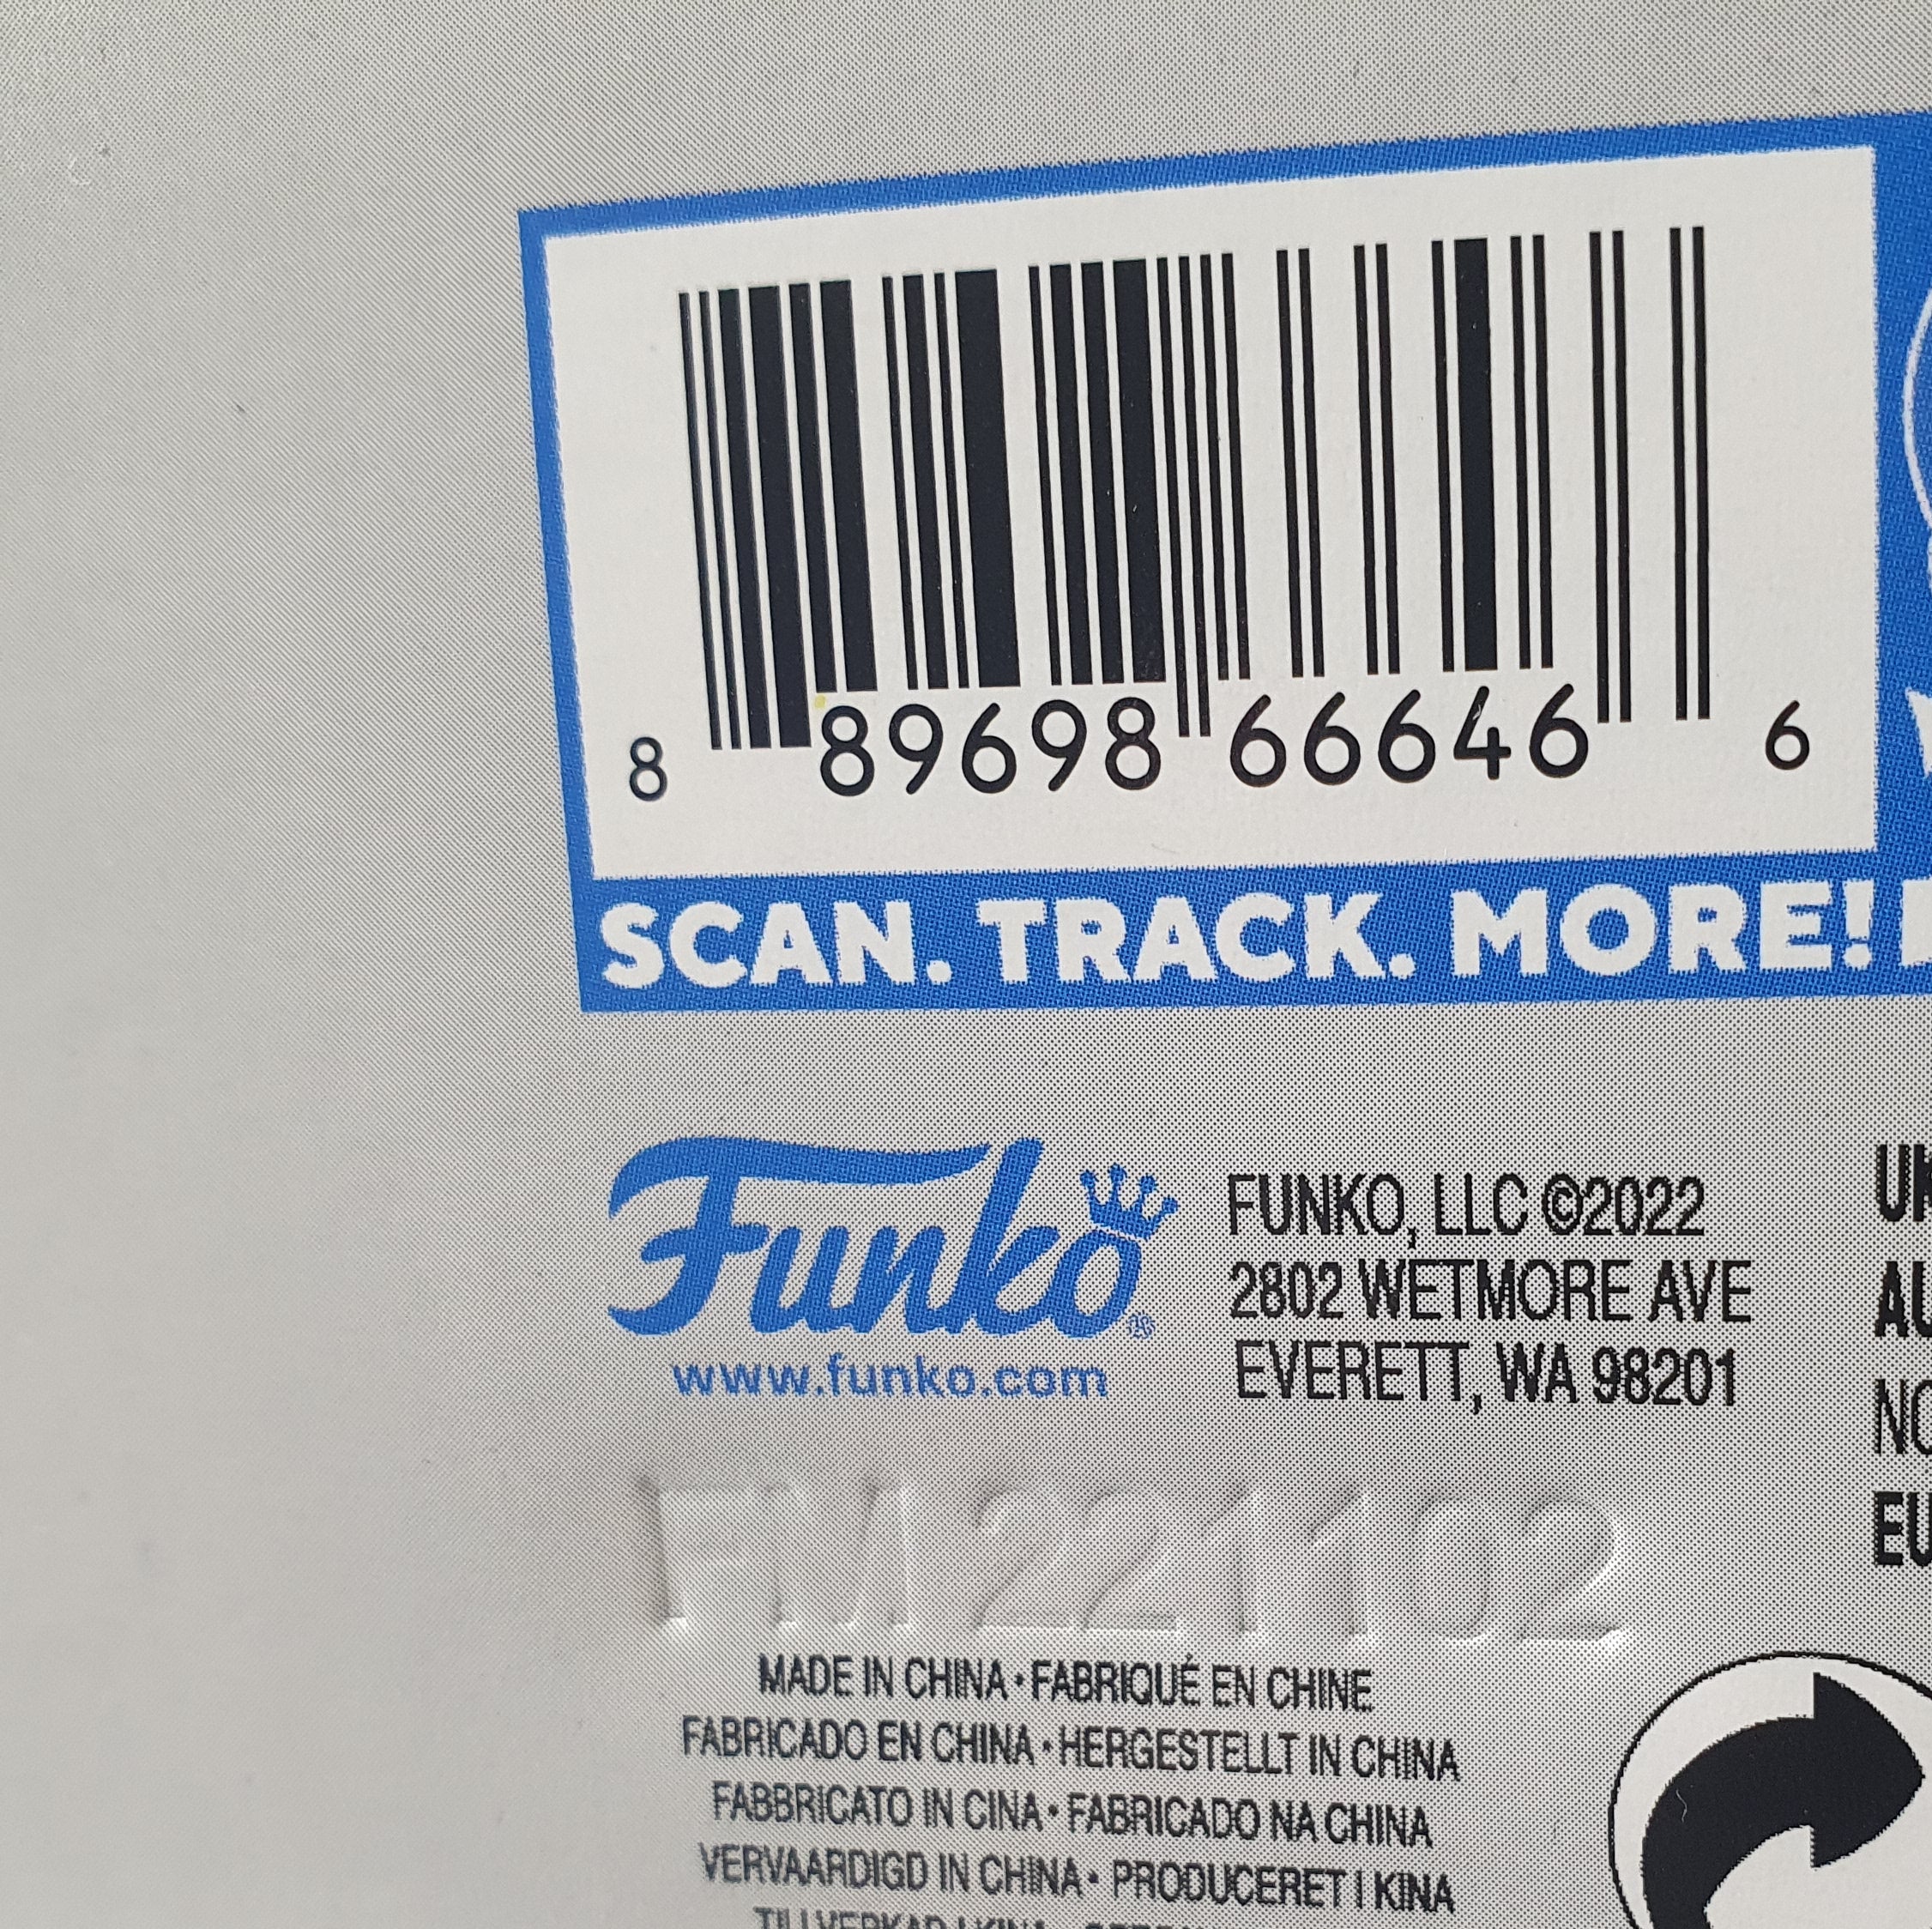 8 89698 66646 6
SCAN. TRACK. MORE!
Funko®
www.funko.com
FUNKO, LLC ©2022
2802 WETMORE AVE
EVERETT, WA 98201
FM 221102
MADE IN CHINA • FABRIQUÉ EN CHINE
FABRICADO EN CHINA • HERGESTELLT IN CHINA
FABBRICATO IN CINA • FABRICADO NA CHINA
VERVAARDIGD IN CHINA • PRODUCERET I KINA